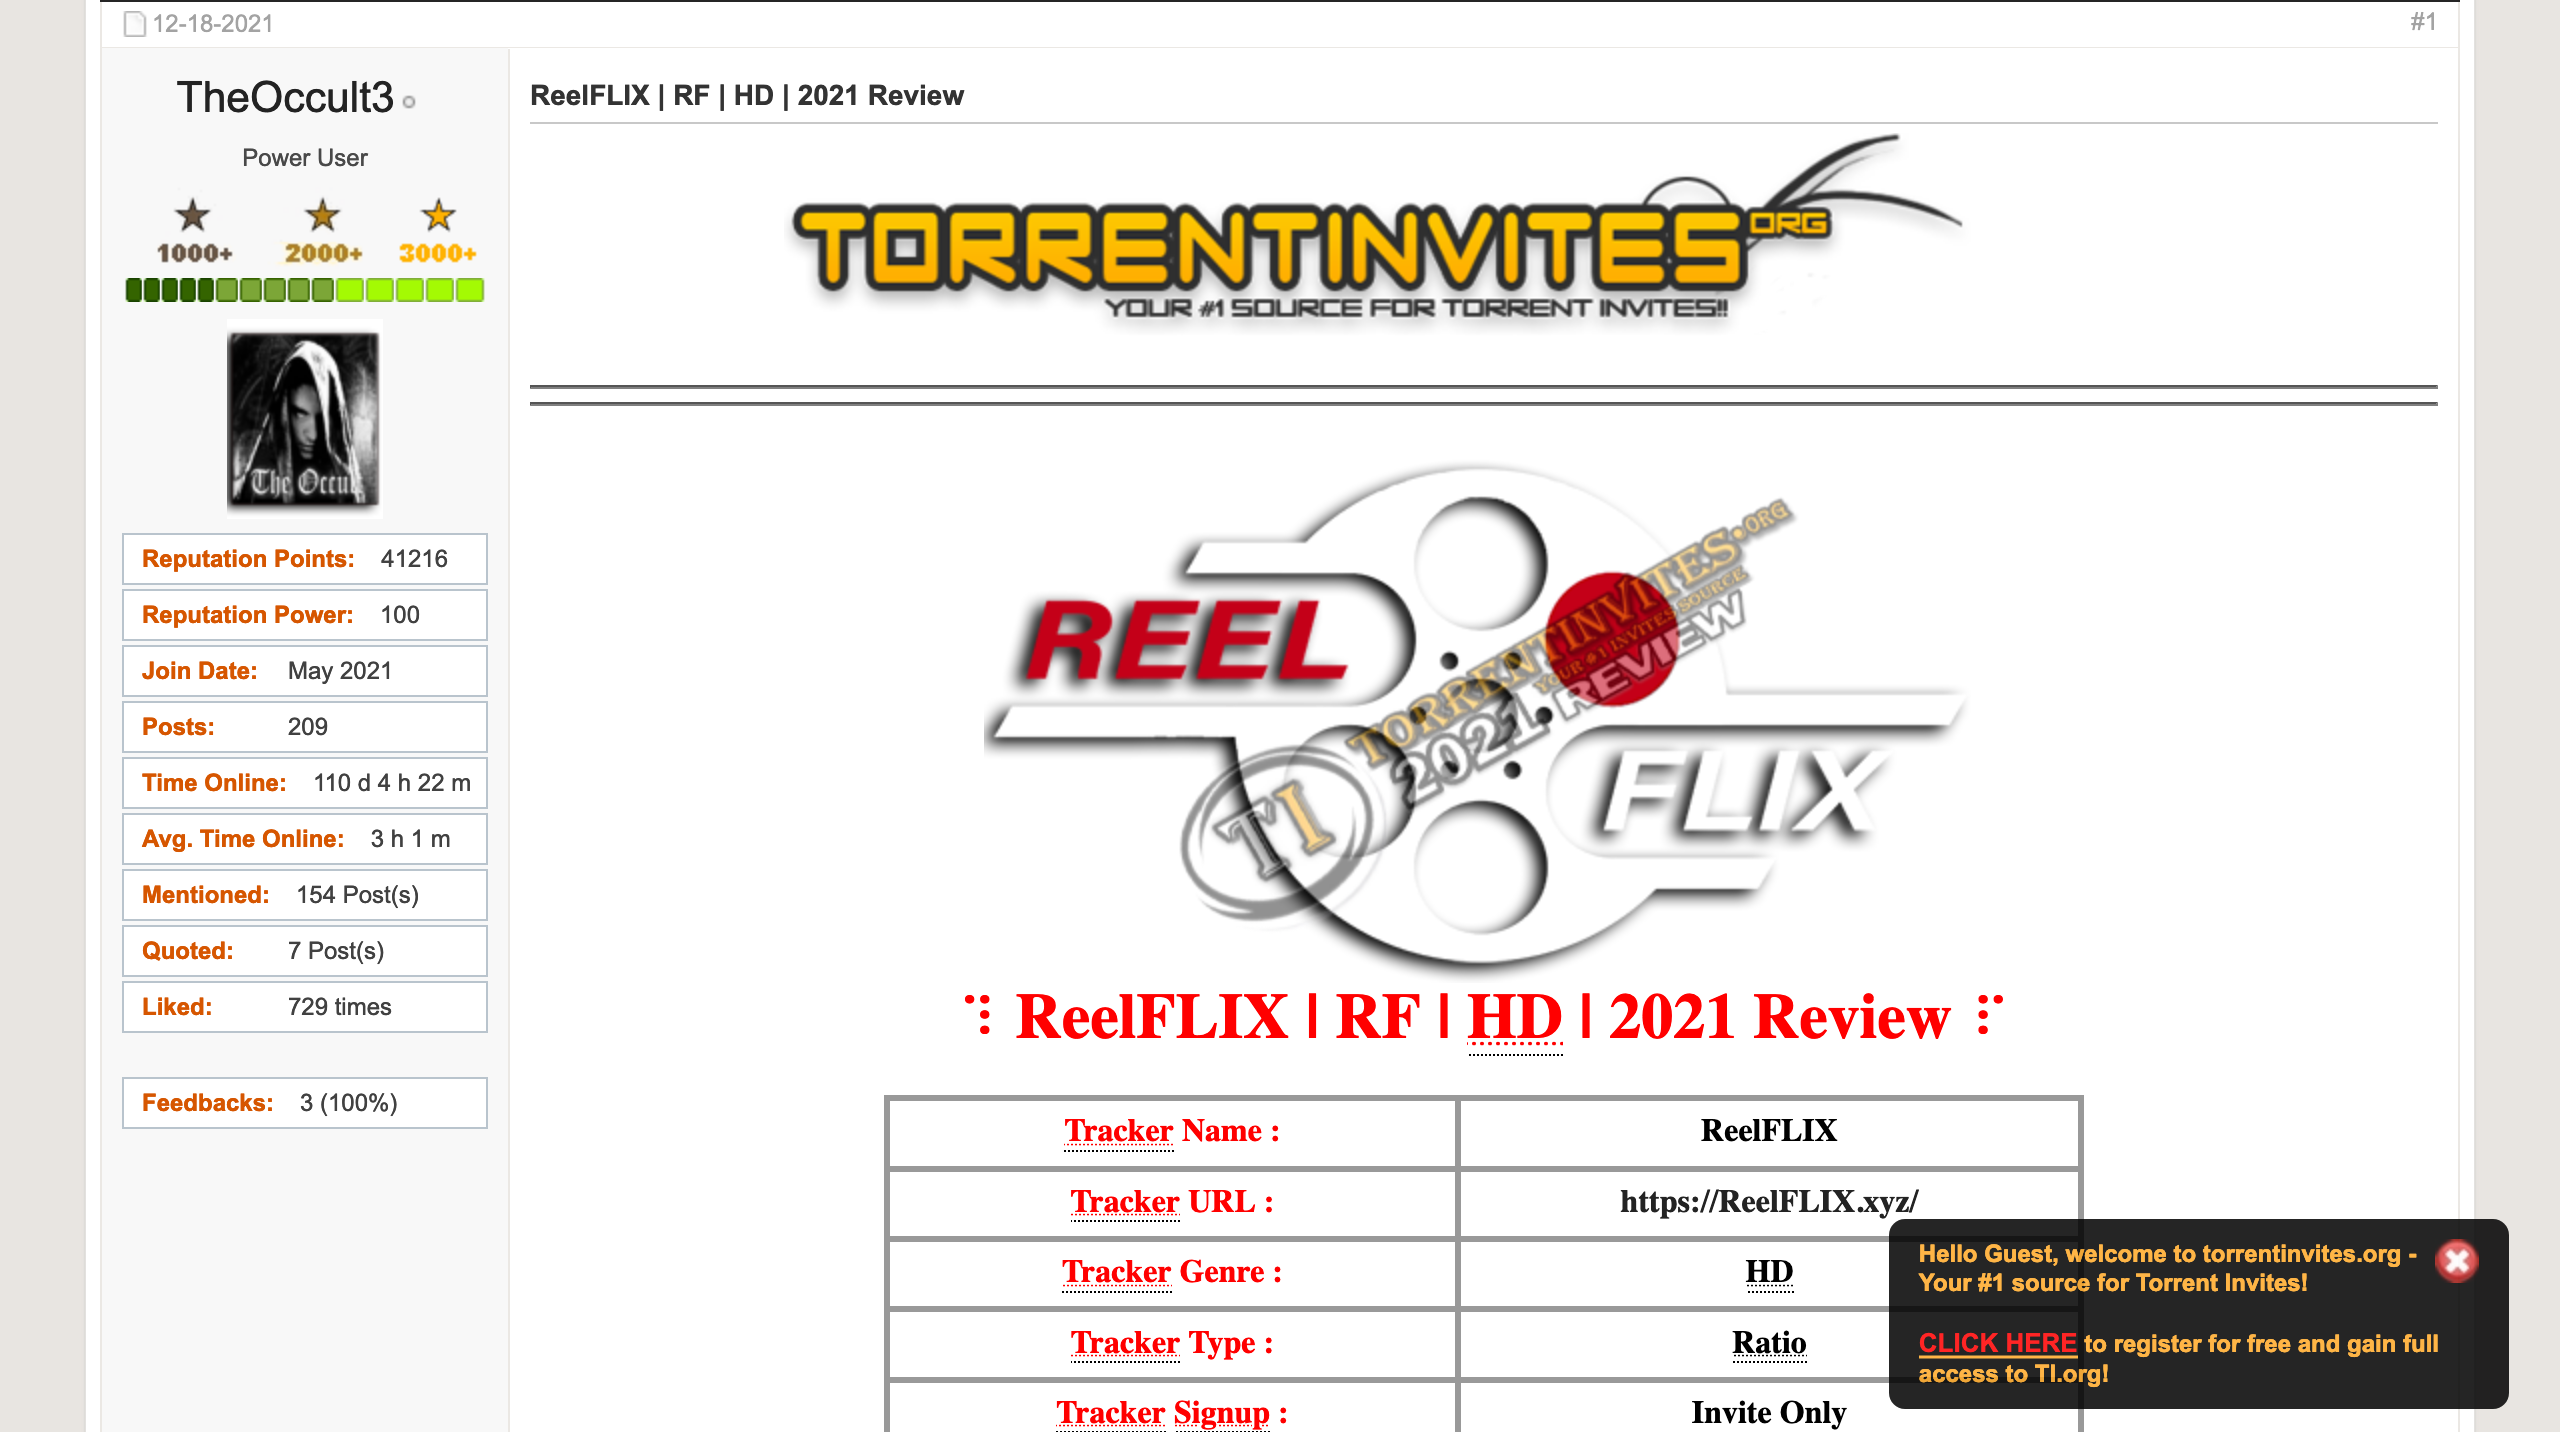 12-18-2021
#1
TheOccult3
Power User
1000+ 2000+ 3000+
The Occult
Reputation Points: 41216
Reputation Power: 100
Join Date: May 2021
Posts: 209
Time Online: 110 d 4 h 22 m
Avg. Time Online: 3 h 1 m
Mentioned: 154 Post(s)
Quoted: 7 Post(s)
Liked: 729 times
Feedbacks: 3 (100%)
ReelFLIX | RF | HD | 2021 Review
TORRENTINVITES ORG
YOUR #1 SOURCE FOR TORRENT INVITES!!
REEL
FLIX
TORRENTINVITES.ORG
YOUR #1 INVITES SOURCE
2021 REVIEW
TI
⠹ ReelFLIX | RF | HD | 2021 Review ⠏
Tracker Name : ReelFLIX
Tracker URL : https://ReelFLIX.xyz/
Tracker Genre : HD
Tracker Type : Ratio
Tracker Signup : Invite Only
Hello Guest, welcome to torrentinvites.org -
Your #1 source for Torrent Invites!
CLICK HERE to register for free and gain full
access to TI.org!